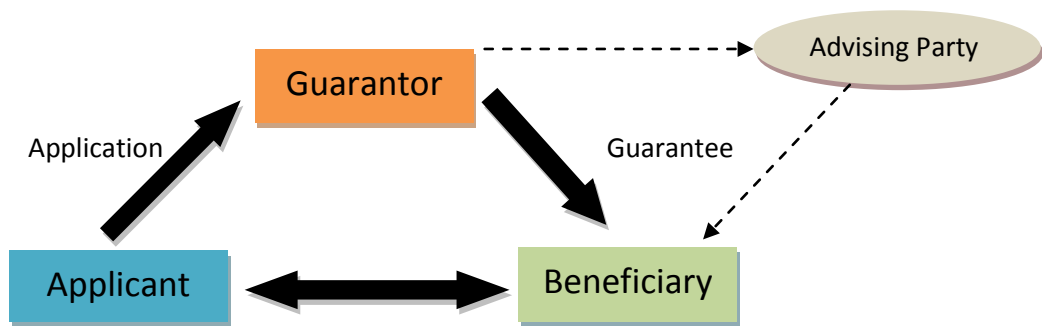 Advising Party
Guarantor
Application
Guarantee
Applicant
Beneficiary